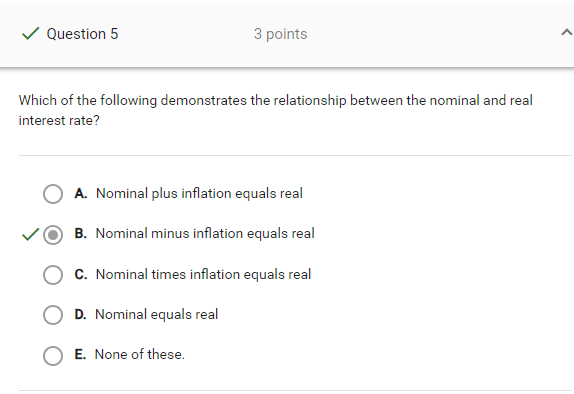 Question 5 3 points
Which of the following demonstrates the relationship between the nominal and real
interest rate?
A. Nominal plus inflation equals real
B. Nominal minus inflation equals real
C. Nominal times inflation equals real
D. Nominal equals real
E. None of these.